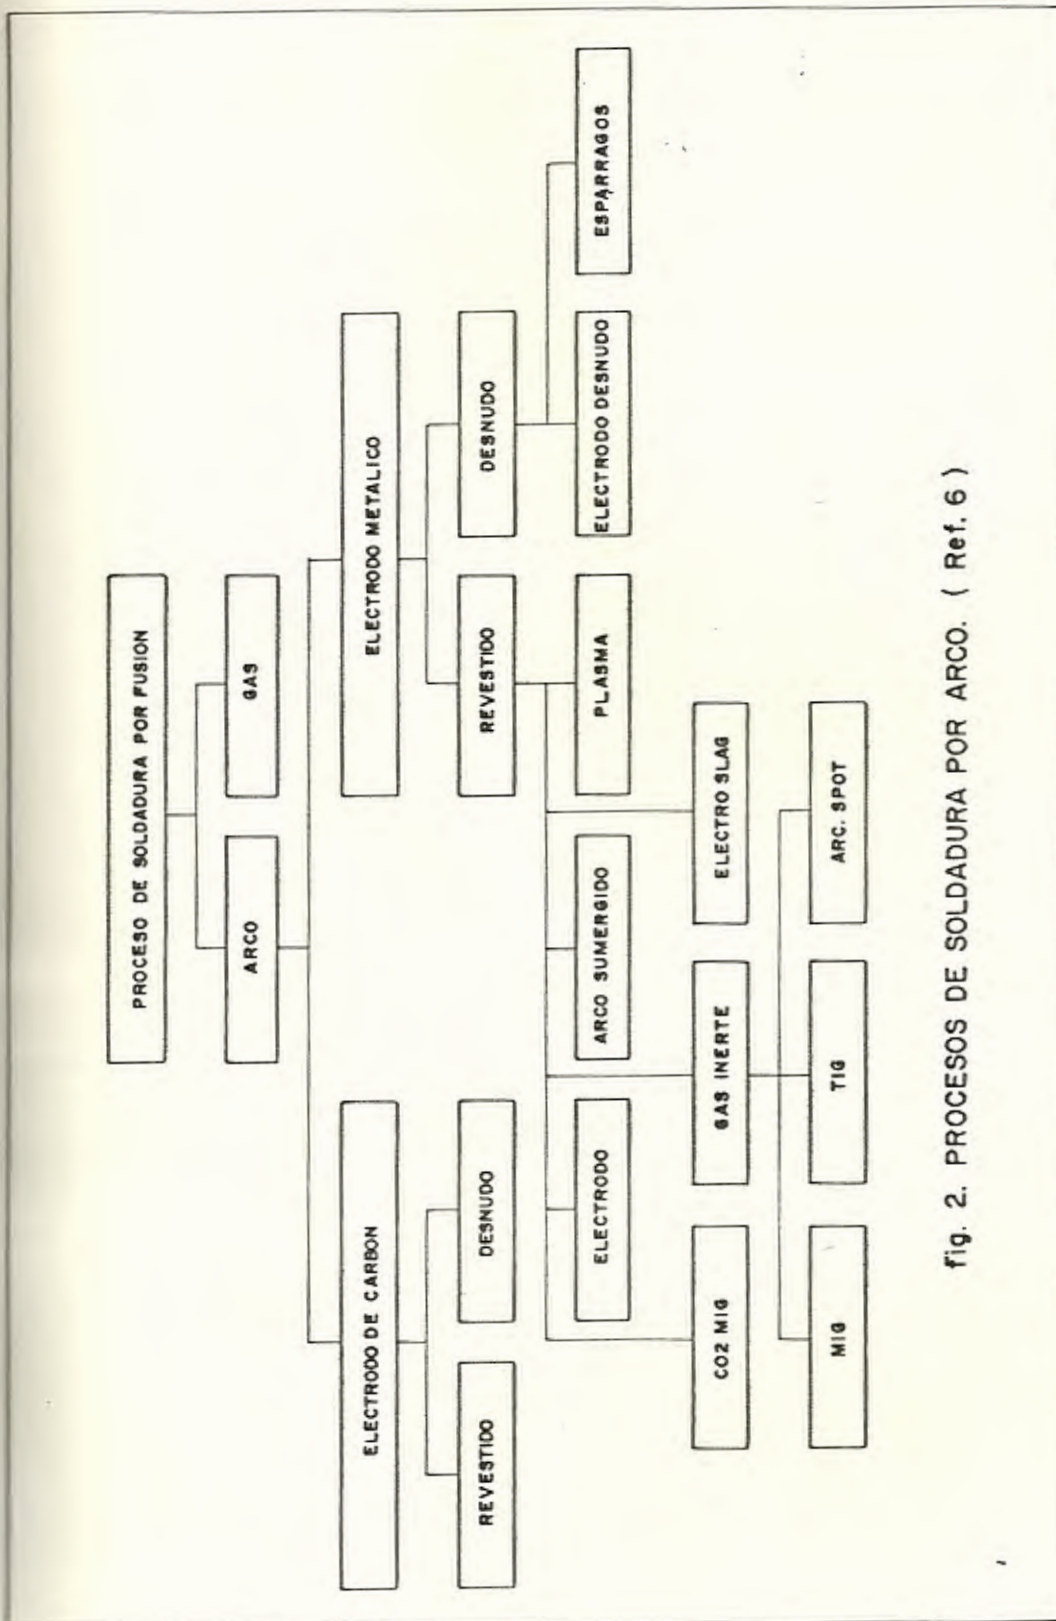 PROCESO DE SOLDADURA POR FUSION
ARCO
GAS
ELECTRODO DE CARBON
ELECTRODO METALICO
REVESTIDO
DESNUDO
REVESTIDO
DESNUDO
ELECTRODO
ARCO SUMERGIDO
PLASMA
ELECTRODO DESNUDO
ESPARRAGOS
CO2 MIG
GAS INERTE
ELECTRO SLAG
MIG
TIG
ARC. SPOT
fig. 2. PROCESOS DE SOLDADURA POR ARCO. ( Ref. 6 )